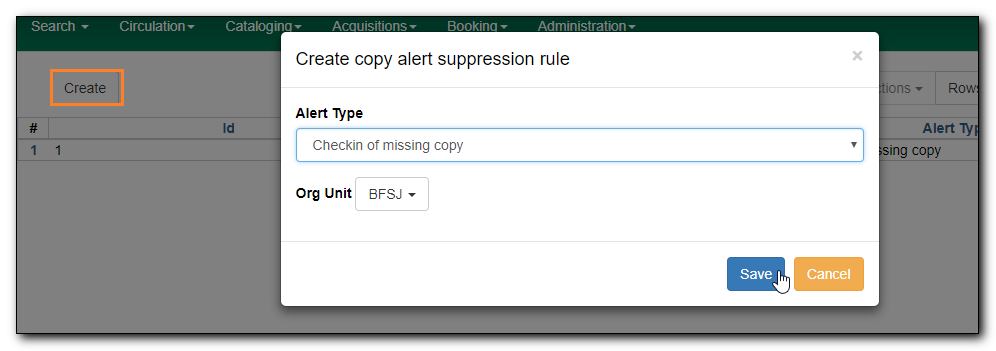 Search Circulation Cataloging Acquisitions Booking Administration
Create copy alert suppression rule ×
Create
ctions Rows
Alert Type
# Id Alert Typ
Checkin of missing copy
1 1 ssing copy
Org Unit BFSJ
Save Cancel